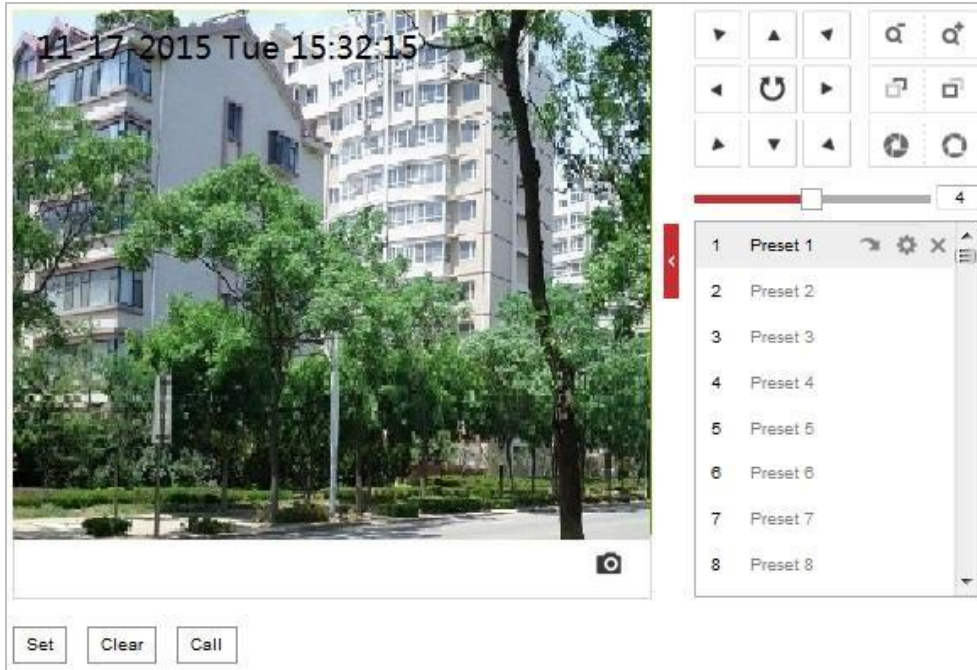 11-17-2015 Tue 15:32:15
4
1 Preset 1
2 Preset 2
3 Preset 3
4 Preset 4
5 Preset 5
6 Preset 6
7 Preset 7
8 Preset 8
Set Clear Call